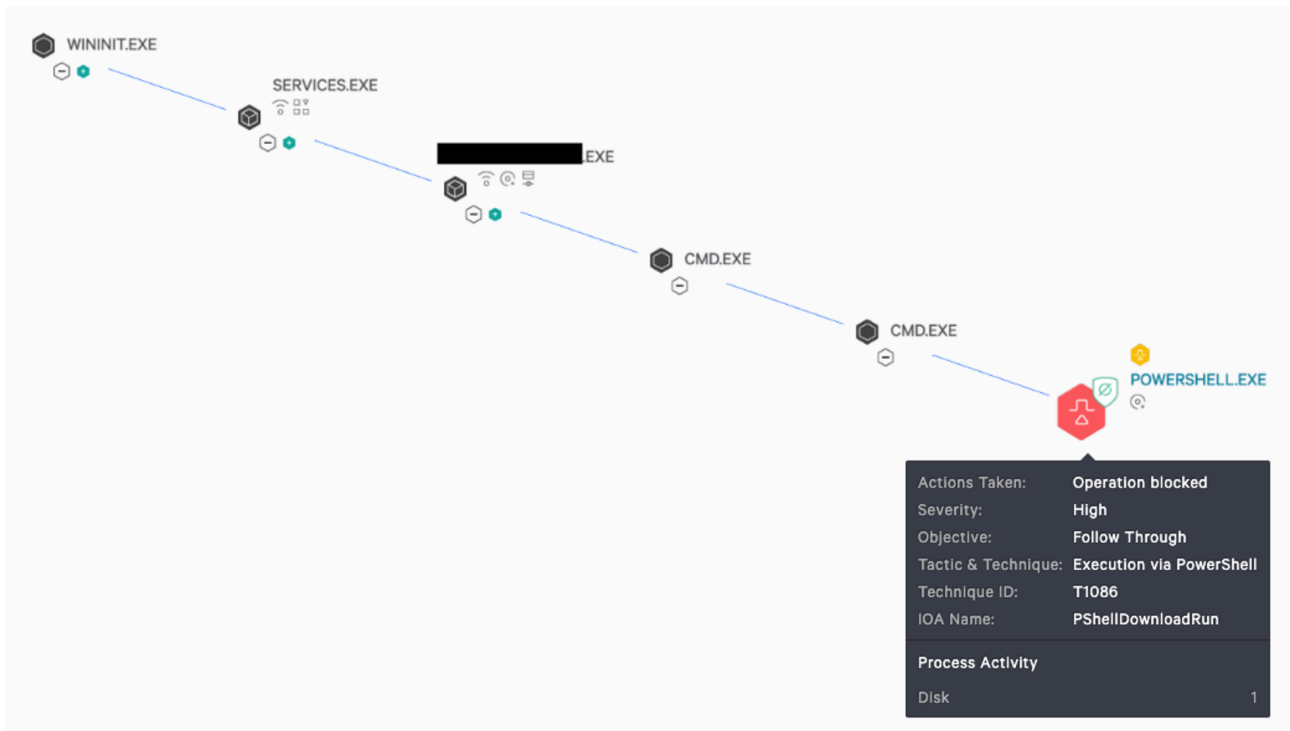 WININIT.EXE
SERVICES.EXE
.EXE
CMD.EXE
CMD.EXE
POWERSHELL.EXE
Actions Taken: Operation blocked
Severity: High
Objective: Follow Through
Tactic & Technique: Execution via PowerShell
Technique ID: T1086
IOA Name: PShellDownloadRun
Process Activity
Disk 1